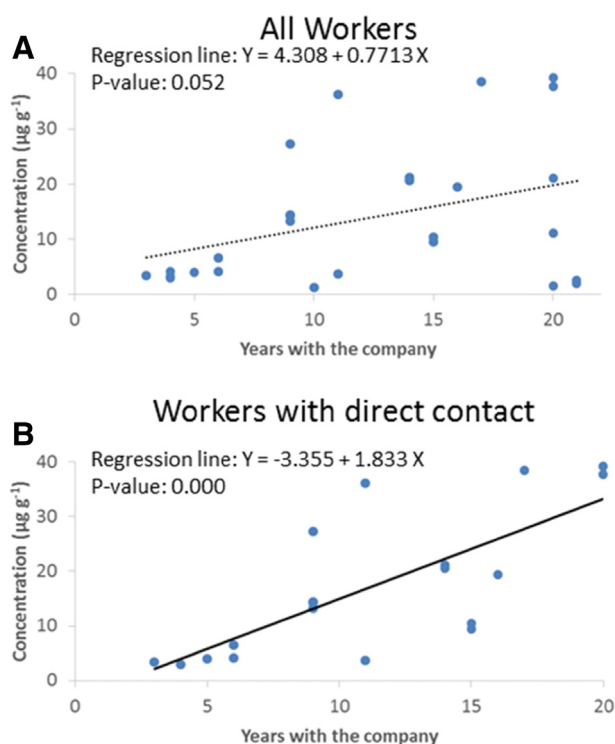 A
All Workers
Regression line: Y = 4.308 + 0.7713 X
P-value: 0.052
Concentration (µg g⁻¹)
40
30
20
10
0
0 5 10 15 20
Years with the company
B
Workers with direct contact
Regression line: Y = -3.355 + 1.833 X
P-value: 0.000
Concentration (µg g⁻¹)
40
30
20
10
0
0 5 10 15 20
Years with the company